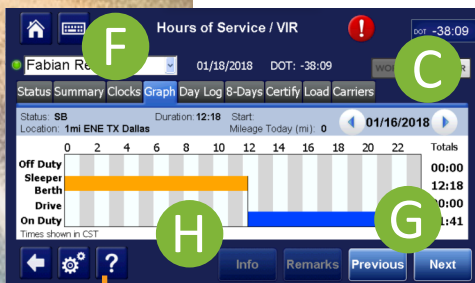 Hours of Service / VIR
!
DOT -38:09
F
Fabian Re
01/18/2018 DOT: -38:09
WO
R
C
Status Summary Clocks Graph Day Log 8-Days Certify Load Carriers
Status: SB Duration: 12:18 Start:
Location: 1mi ENE TX Dallas Mileage Today (mi): 0
01/16/2018
0 2 4 6 8 10 12 14 16 18 20 22 Totals
Off Duty 00:00
Sleeper Berth 12:18
Drive 0:00
On Duty 1:41
Times shown in CST
H
G
?
Info Remarks Previous Next